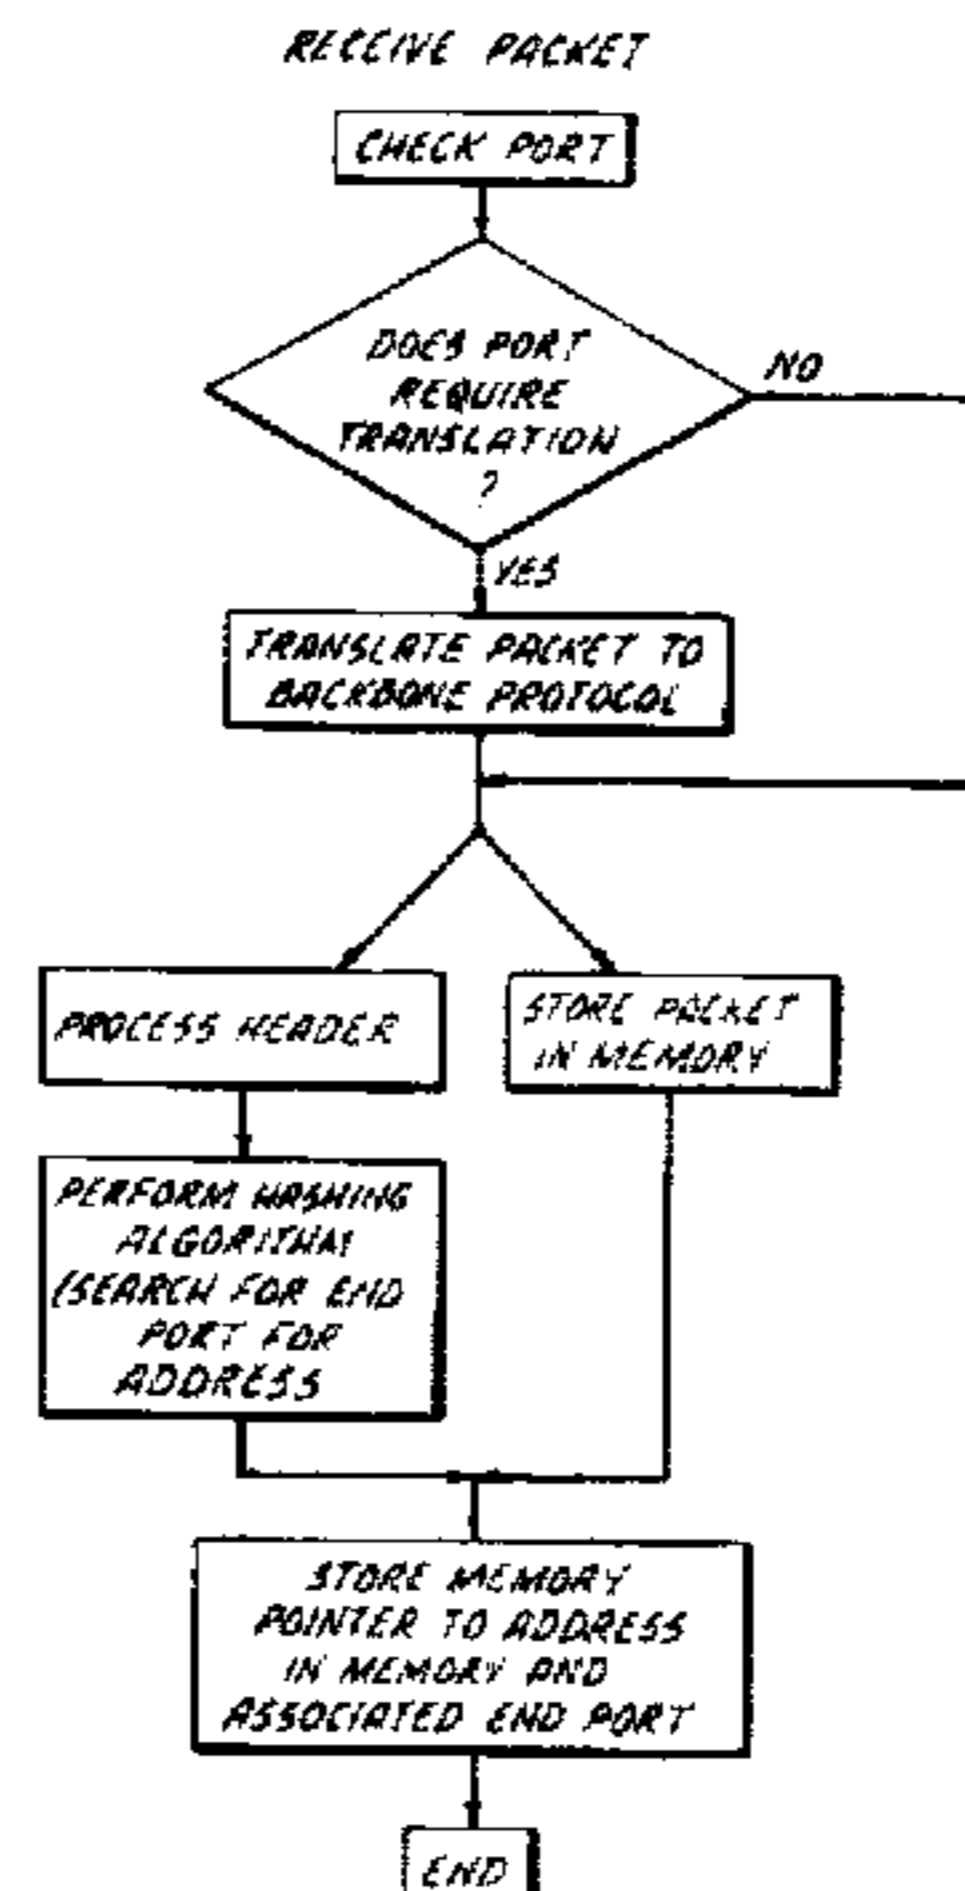 RECEIVE PACKET
CHECK PORT
DOES PORT
REQUIRE
TRANSLATION
?
NO
YES
TRANSLATE PACKET TO
BACKBONE PROTOCOL
PROCESS HEADER
STORE PACKET
IN MEMORY
PERFORM HASHING
ALGORITHM
(SEARCH FOR END
PORT FOR
ADDRESS
STORE MEMORY
POINTER TO ADDRESS
IN MEMORY AND
ASSOCIATED END PORT
END